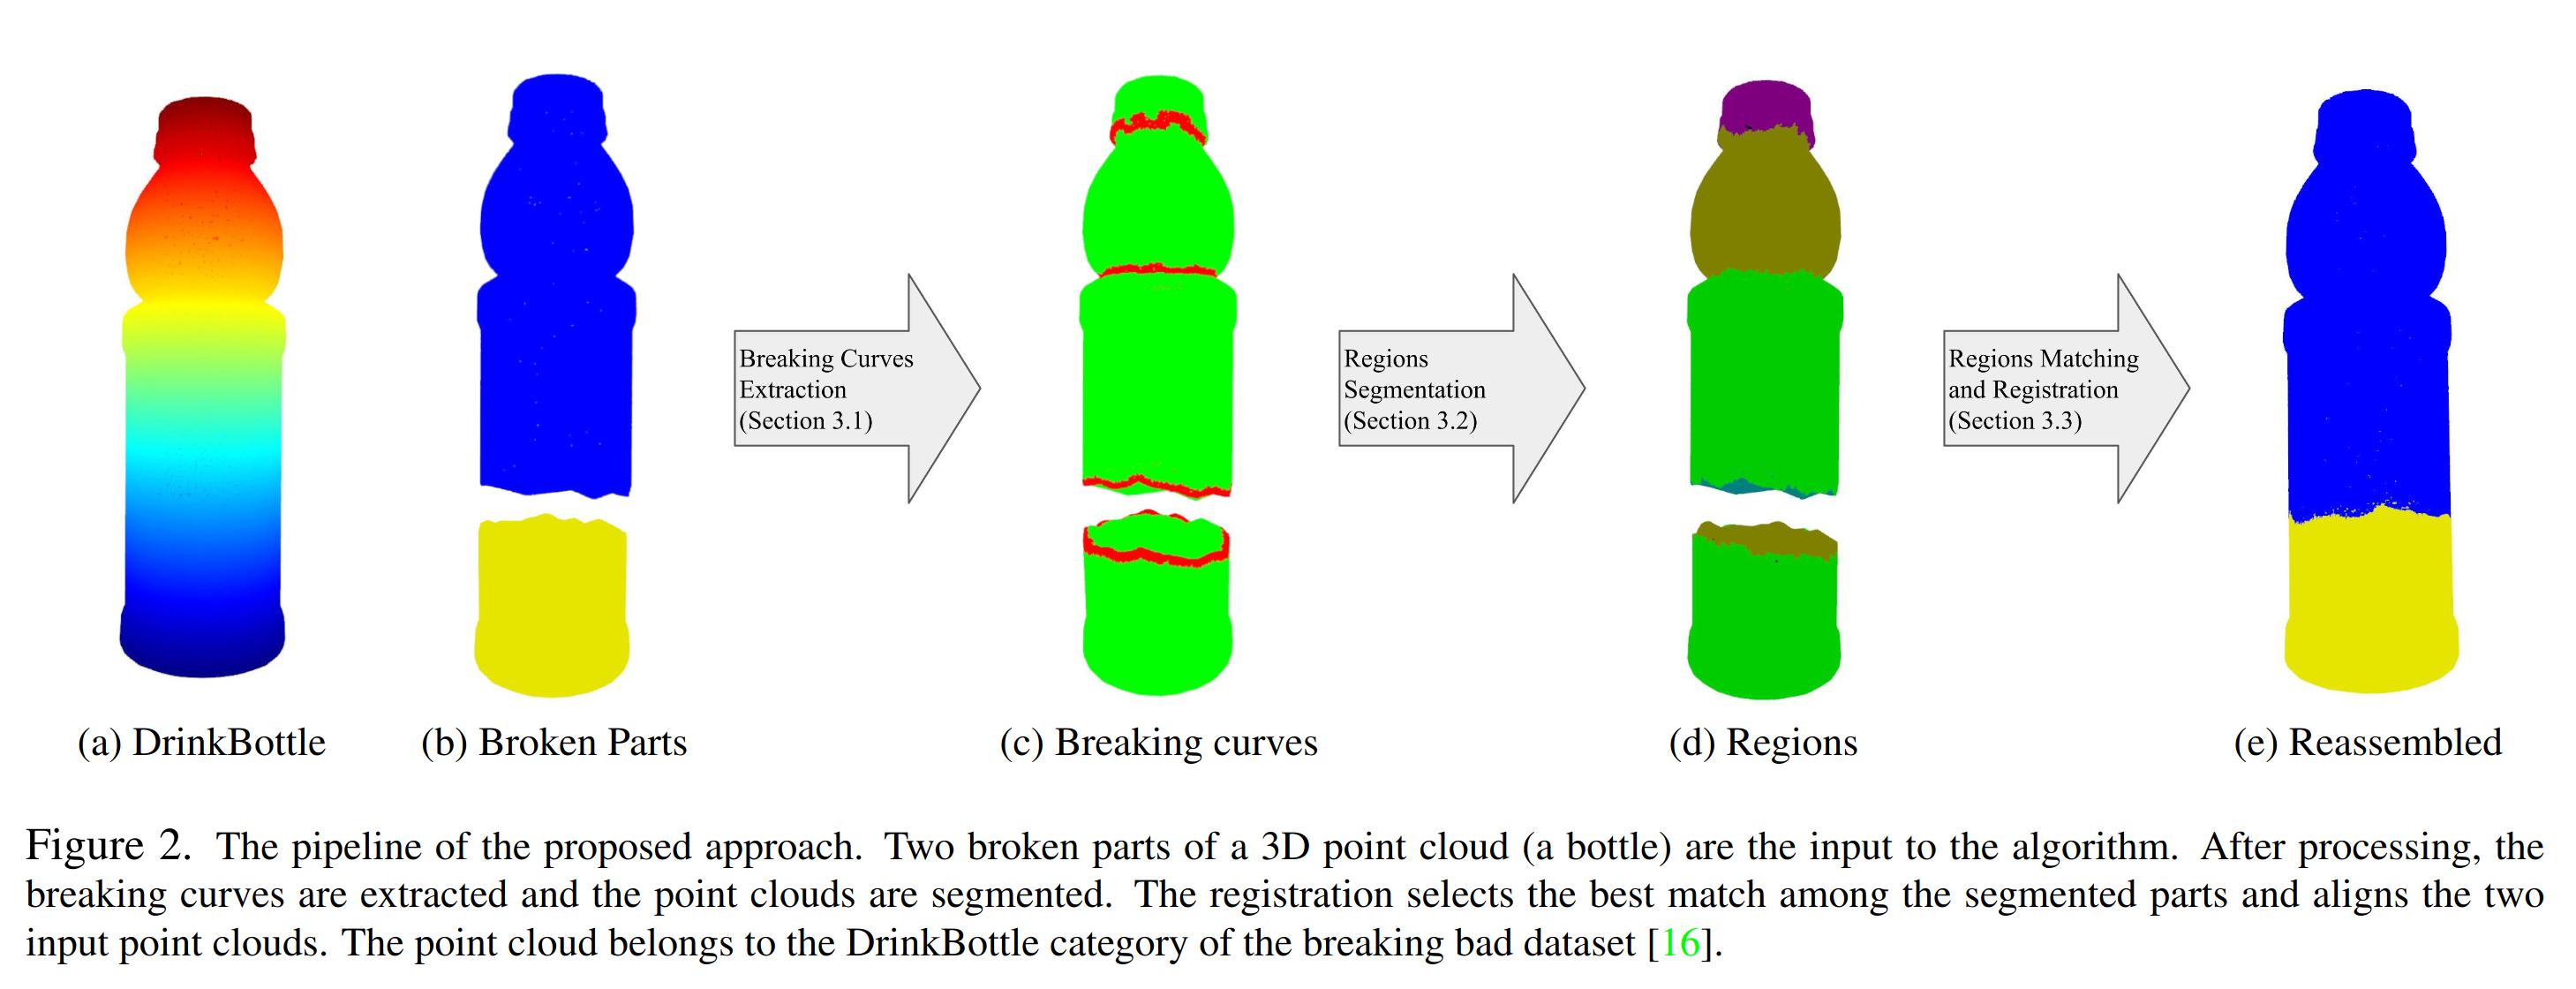 Breaking Curves
Extraction
(Section 3.1)
Regions
Segmentation
(Section 3.2)
Regions Matching
and Registration
(Section 3.3)
(a) DrinkBottle
(b) Broken Parts
(c) Breaking curves
(d) Regions
(e) Reassembled
Figure 2. The pipeline of the proposed approach. Two broken parts of a 3D point cloud (a bottle) are the input to the algorithm. After processing, the
breaking curves are extracted and the point clouds are segmented. The registration selects the best match among the segmented parts and aligns the two
input point clouds. The point cloud belongs to the DrinkBottle category of the breaking bad dataset [16].